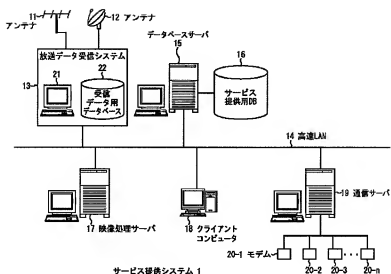 11
アンテナ
12 アンテナ
放送データ受信システム
13
21
22
受信
データ用
データベース
データベースサーバ
15
16
サービス
提供用DB
14 高速LAN
17 映像処理サーバ
18 クライアント
コンピュータ
19 通信サーバ
20-1 モデム
20-2
20-3
20-n
サービス提供システム 1